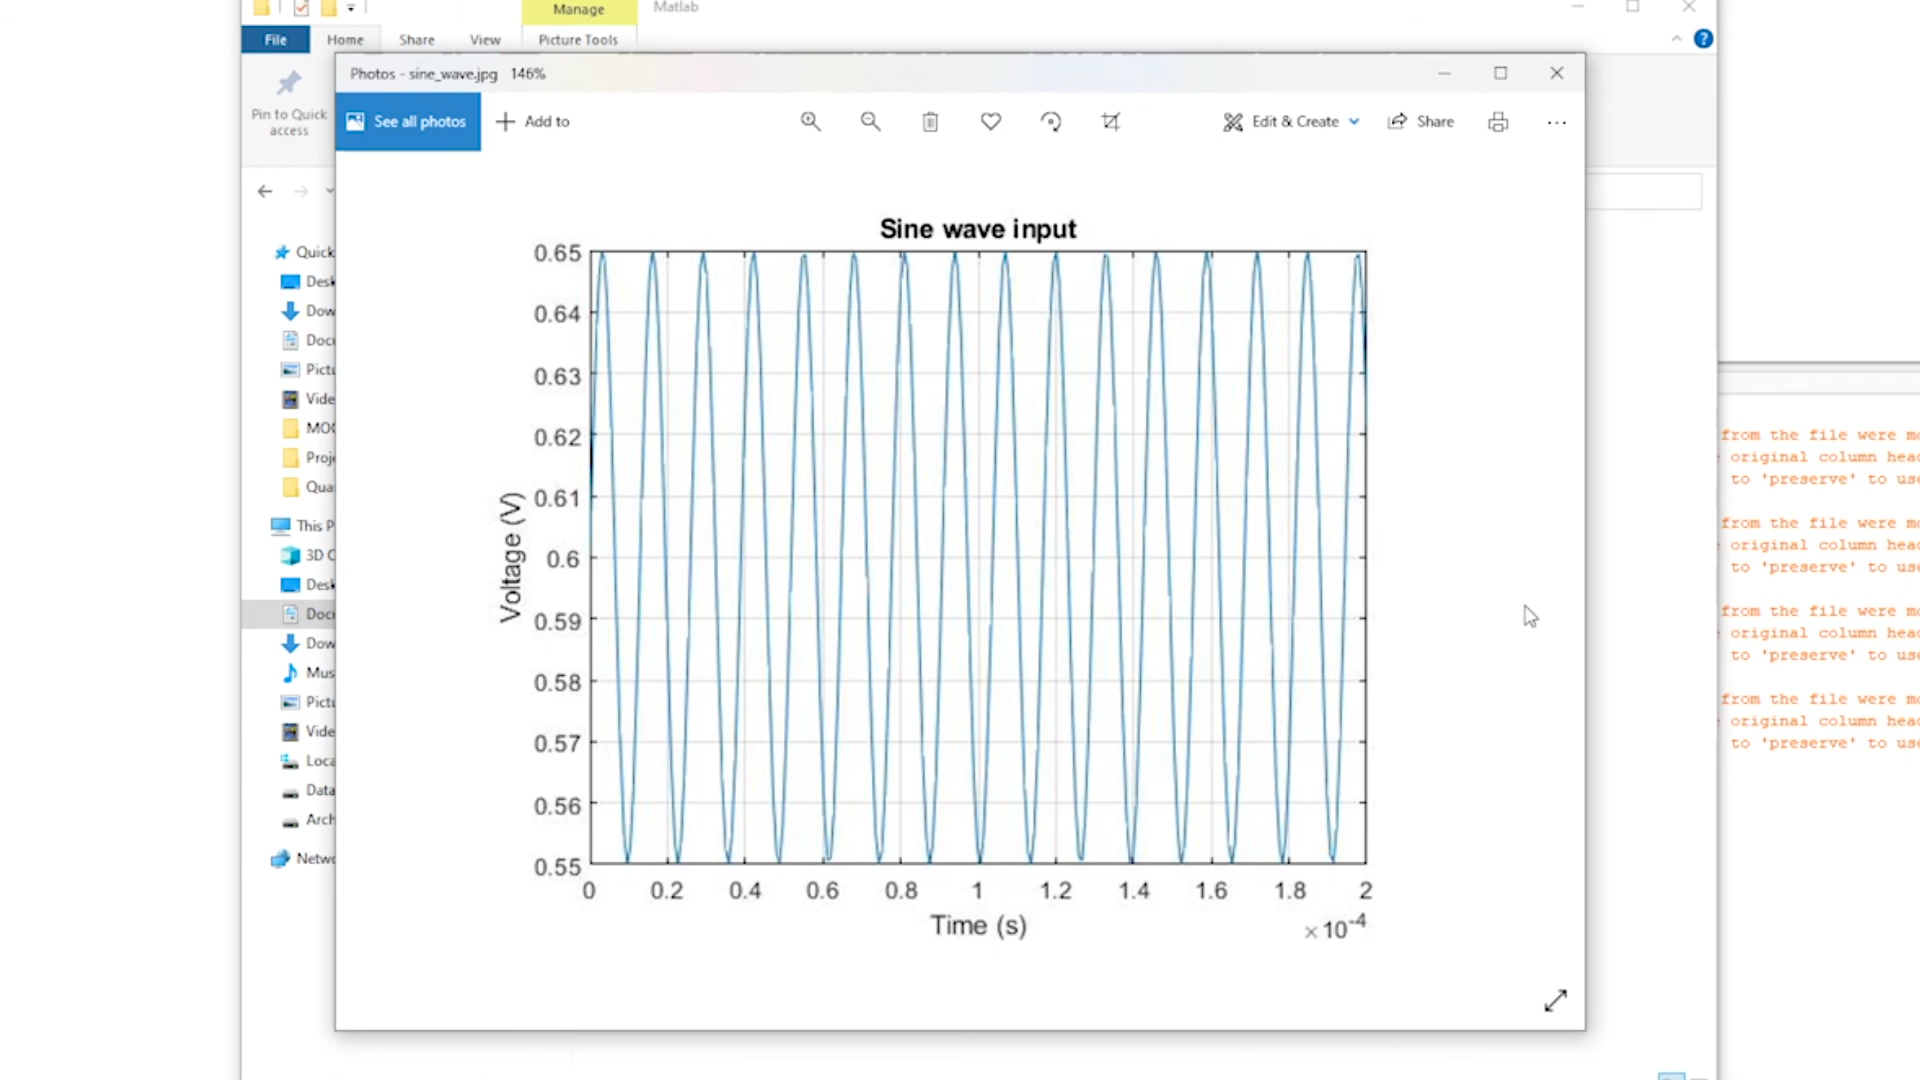 Manage
Matlab
File
Home
Share
View
Picture Tools
Photos - sine_wave.jpg 146%
Pin to Quick
access
See all photos
Add to
Edit & Create
Share
Quick
This P
3D
Sine wave input
0.65
0.64
0.63
0.62
0.61
0.6
0.59
0.58
0.57
0.56
0.55
Voltage (V)
0 0.2 0.4 0.6 0.8 1 1.2 1.4 1.6 1.8 2
Time (s)
×10-4
from the file were
original column
to 'preserve' to
from the file were
original column
to 'preserve' to
from the file were
original column
to 'preserve' to
from the file were
original column
to 'preserve' to